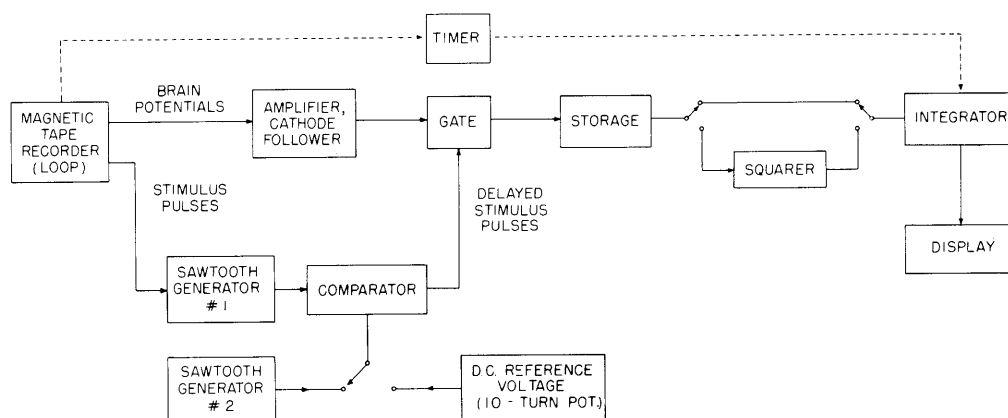 TIMER
BRAIN
POTENTIALS
MAGNETIC
TAPE
RECORDER
(LOOP)
AMPLIFIER,
CATHODE
FOLLOWER
GATE
STORAGE
INTEGRATOR
SQUARER
STIMULUS
PULSES
DELAYED
STIMULUS
PULSES
DISPLAY
SAWTOOTH
GENERATOR
#1
COMPARATOR
SAWTOOTH
GENERATOR
#2
D.C. REFERENCE
VOLTAGE
(10 - TURN POT.)